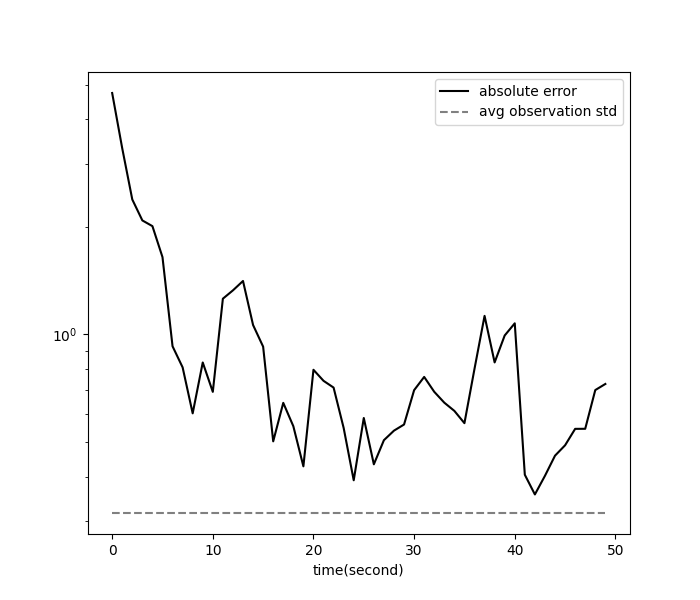 absolute error
avg observation std
10⁰
0 10 20 30 40 50
time(second)